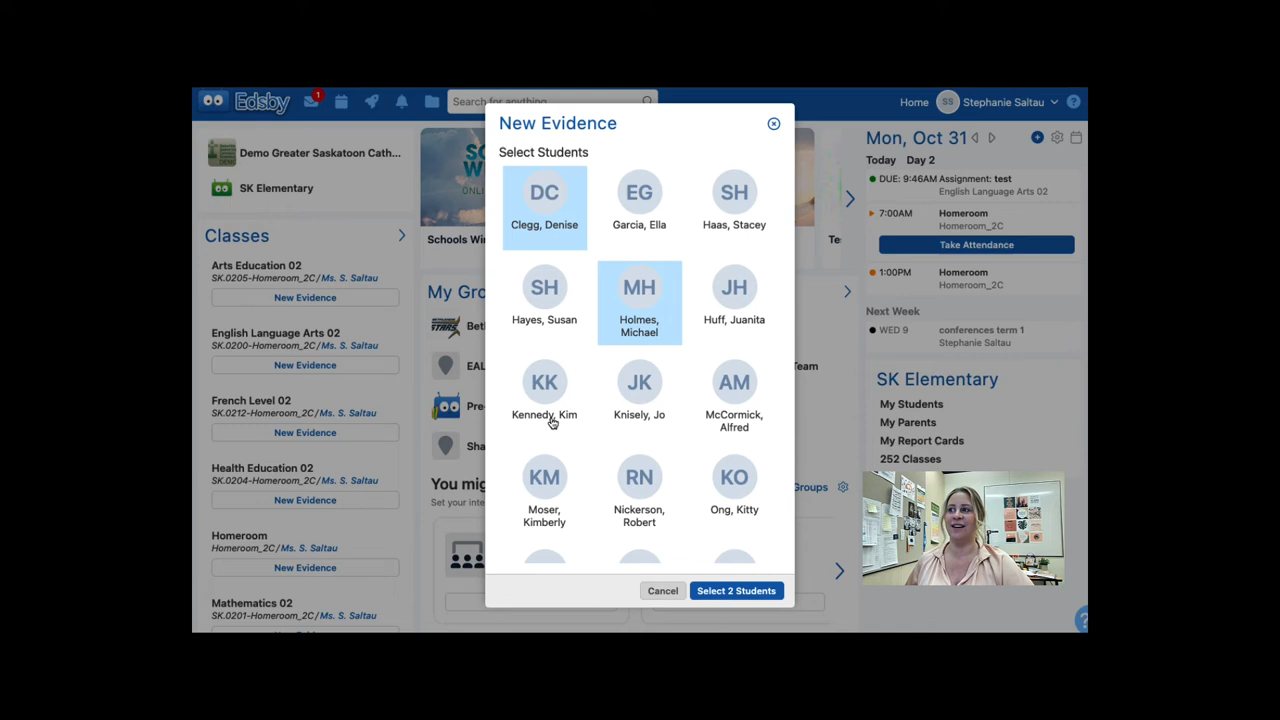 Edsby
1
Search for anything
Home
SS
Stephanie Saltau
?
Demo Greater Saskatoon Cath...
SK Elementary
Classes
Arts Education 02
SK.0205-Homeroom_2C/Ms. S. Saltau
New Evidence
English Language Arts 02
SK.0200-Homeroom_2C/Ms. S. Saltau
New Evidence
French Level 02
SK.0212-Homeroom_2C/Ms. S. Saltau
New Evidence
Health Education 02
SK.0204-Homeroom_2C/Ms. S. Saltau
New Evidence
Homeroom
Homeroom_2C/Ms. S. Saltau
New Evidence
Mathematics 02
SK.0201-Homeroom_2C/Ms. S. Saltau
Schools Wi
My Gro
EAL
Pre-
Sha
You mig
Set your inte
New Evidence
Select Students
DC
EG
SH
Clegg, Denise
Garcia, Ella
Haas, Stacey
SH
MH
JH
Hayes, Susan
Holmes,
Michael
Huff, Juanita
KK
JK
AM
Kennedy, Kim
Knisely, Jo
McCormick,
Alfred
KM
RN
KO
Moser,
Kimberly
Nickerson,
Robert
Ong, Kitty
Cancel
Select 2 Students
Team
Groups
Mon, Oct 31
Today Day 2
DUE: 9:46AM Assignment: test
English Language Arts 02
7:00AM Homeroom
Homeroom_2C
Take Attendance
1:00PM Homeroom
Homeroom_2C
Next Week
WED 9 conferences term 1
Stephanie Saltau
SK Elementary
My Students
My Parents
My Report Cards
252 Classes